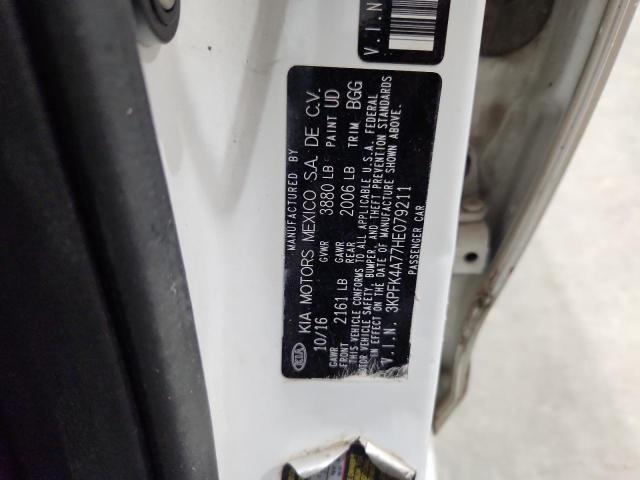 V.I.N
MANUFACTURED BY
KIA KIA MOTORS MEXICO S.A. DE C.V.
10/16 GVWR 3880 LB PAINT UD
GAWR FRONT 2161 LB GAWR REAR 2006 LB TRIM BGG
THIS VEHICLE CONFORMS TO ALL APPLICABLE U.S.A. FEDERAL
MOTOR VEHICLE SAFETY, BUMPER, AND THEFT PREVENTION STANDARDS
IN EFFECT ON THE DATE OF MANUFACTURE SHOWN ABOVE.
V.I.N. 3KPFK4A77HE079211
PASSENGER CAR